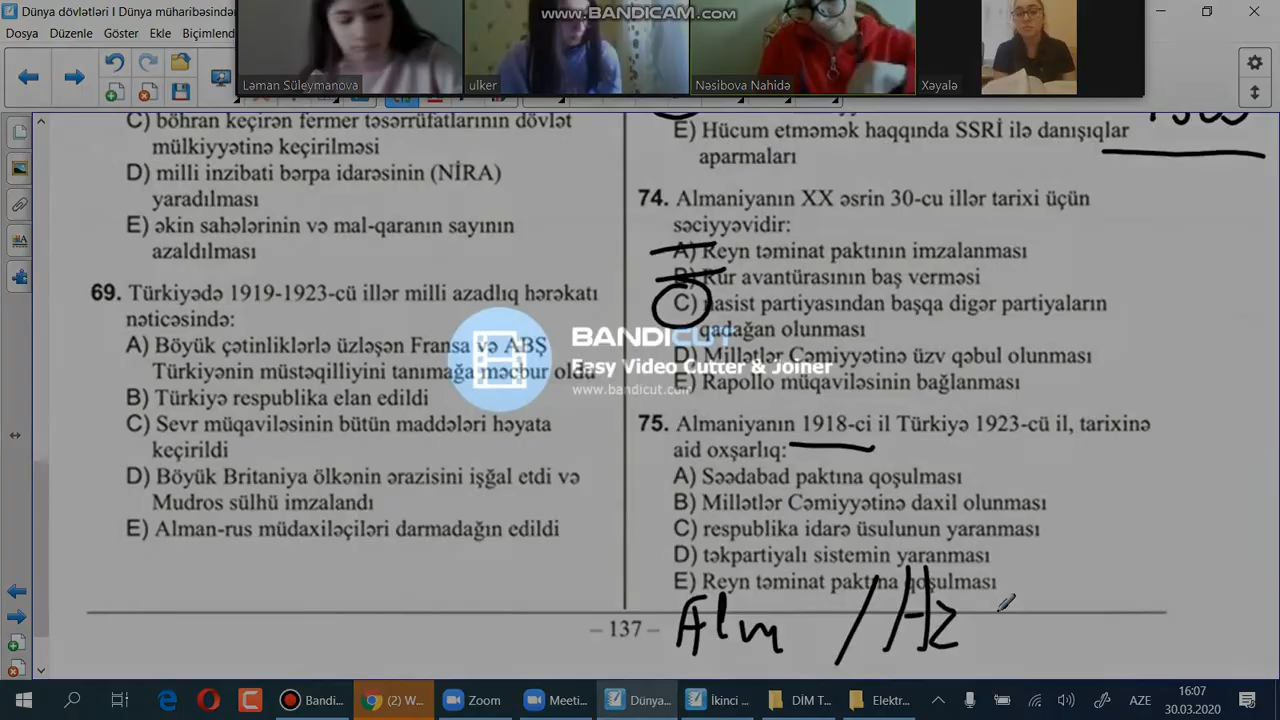 Dünya dövlətləri I Dünya müharibəsindən
www.BANDICAM.com
Dosya Düzenle Göster Ekle Biçimlendi
Ləman Süleymanova
ulker
Nəsibova Nahidə
Xəyalə
C) böhran keçirən fermer təsərrüfatlarının dövlət
mülkiyyətinə keçirilməsi
D) milli inzibati bərpa idarəsinin (NİRA)
yaradılması
E) əkin sahələrinin və mal-qaranın sayının
azaldılması
69. Türkiyədə 1919-1923-cü illər milli azadlıq hərəkatı
nəticəsində:
A) Böyük çətinliklərlə üzləşən Fransa və ABŞ
Türkiyənin müstəqilliyini tanımağa məcbur oldu
B) Türkiyə respublika elan edildi
C) Sevr müqaviləsinin bütün maddələri həyata
keçirildi
D) Böyük Britaniya ölkənin ərazisini işğal etdi və
Mudros sülhü imzalandı
E) Alman-rus müdaxiləçiləri darmadağın edildi
E) Hücum etməmək haqqında SSRİ ilə danışıqlar
aparmaları
74. Almaniyanın XX əsrin 30-cu illər tarixi üçün
səciyyəvidir:
A) Reyn təminat paktının imzalanması
B) Rur avantürasının baş verməsi
C) nasist partiyasından başqa digər partiyaların
qadağan olunması
D) Millətlər Cəmiyyətinə üzv qəbul olunması
E) Rapollo müqaviləsinin bağlanması
75. Almaniyanın 1918-ci il Türkiyə 1923-cü il, tarixinə
aid oxşarlıq:
A) Səədabad paktına qoşulması
B) Millətlər Cəmiyyətinə daxil olunması
C) respublika idarə üsulunun yaranması
D) təkpartiyalı sistemin yaranması
E) Reyn təminat paktına qoşulması
BANDICUT
Easy Video Cutter & Joiner
www.bandicut.com
– 137 –
Alm / Az
Bandi...
(2) W...
Zoom
Meeti...
Dünya...
İkinci ...
DİM T...
Elektr...
AZE
16:07
30.03.2020